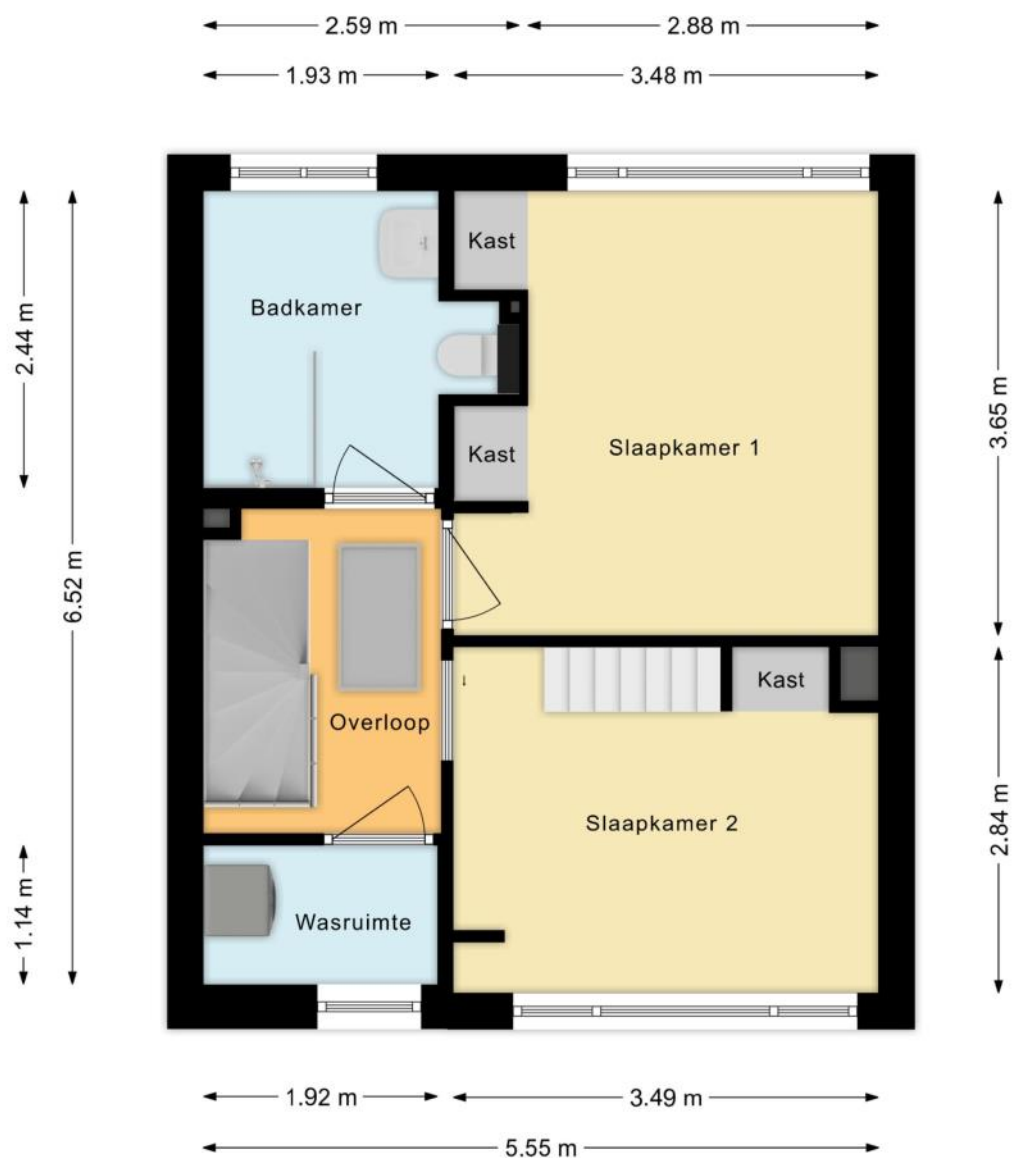 2.59 m
2.88 m
1.93 m
3.48 m
Kast
Badkamer
2.44 m
3.65 m
Slaapkamer 1
Kast
6.52 m
Kast
Overloop
Slaapkamer 2
2.84 m
1.14 m
Wasruimte
1.92 m
3.49 m
5.55 m